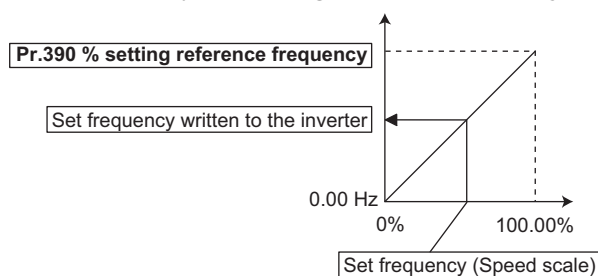 Pr.390 % setting reference frequency
Set frequency written to the inverter
0.00 Hz
0%
100.00%
Set frequency (Speed scale)